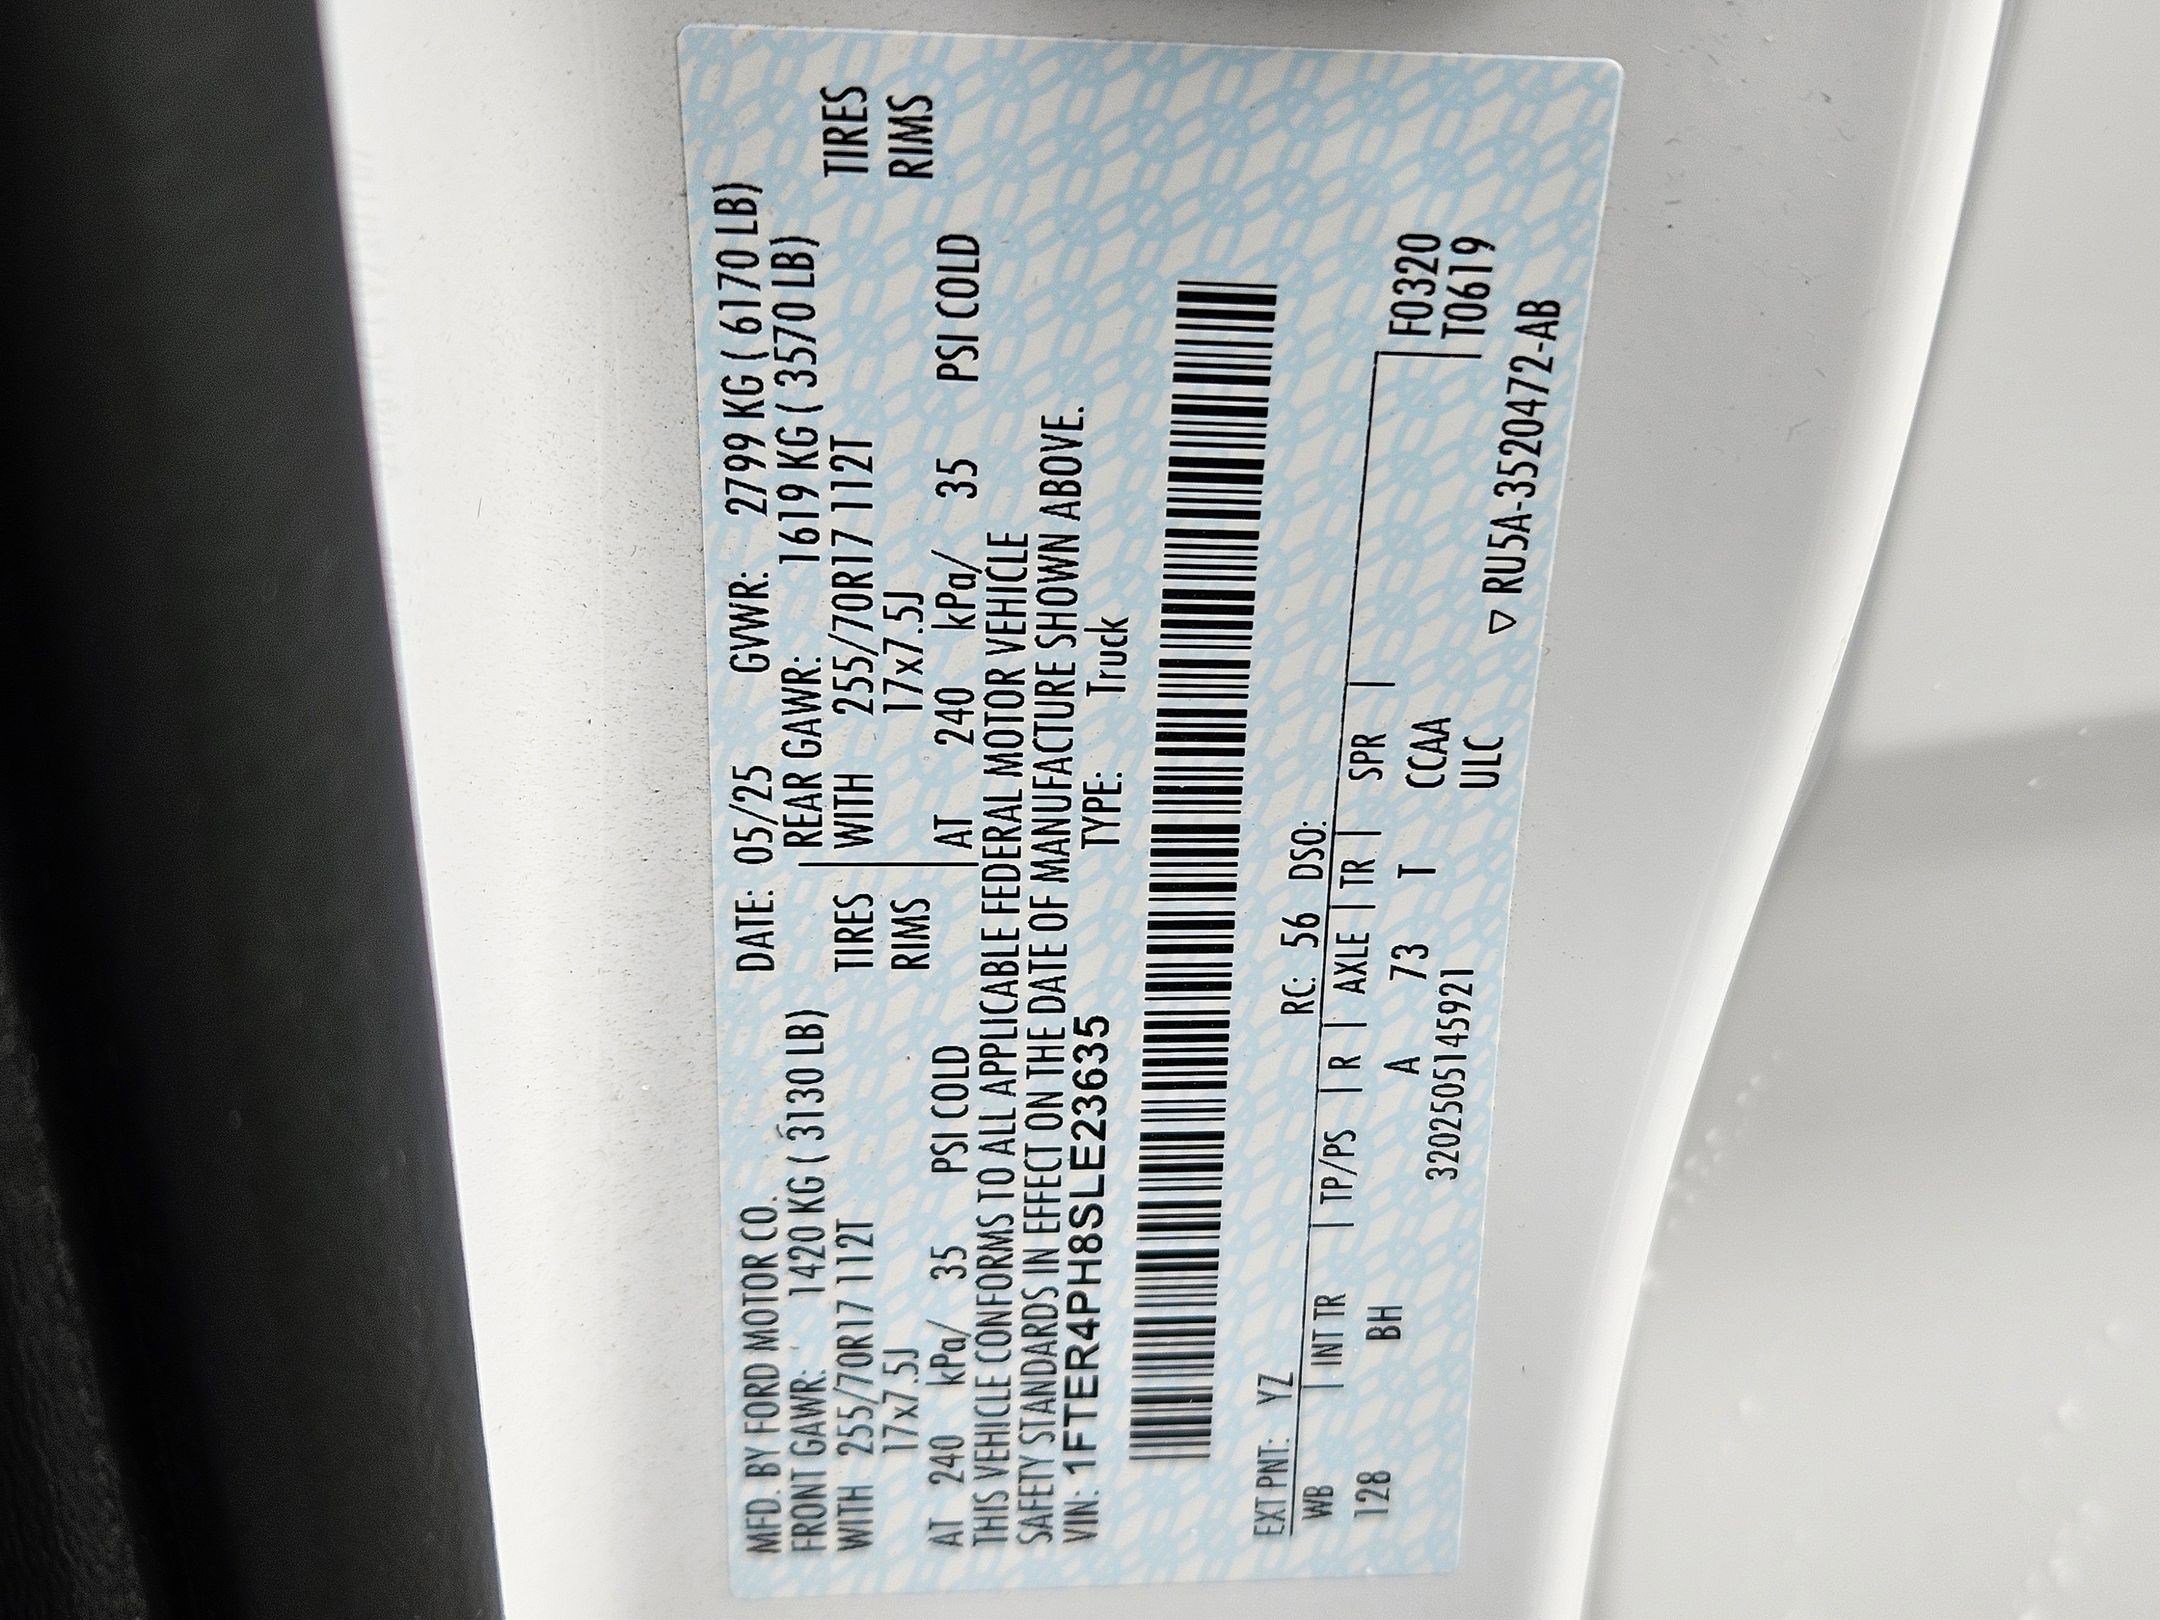 MFD. BY FORD MOTOR CO. DATE: 05/25 GVWR: 2799 KG ( 6170 LB)
FRONT GAWR: 1420 KG ( 3130 LB) REAR GAWR: 1619 KG ( 3570 LB)
WITH 255/70R17 112T TIRES WITH 255/70R17 112T TIRES
17x7.5J RIMS 17x7.5J RIMS
AT 240 kPa/ 35 PSI COLD AT 240 kPa/ 35 PSI COLD
THIS VEHICLE CONFORMS TO ALL APPLICABLE FEDERAL MOTOR VEHICLE
SAFETY STANDARDS IN EFFECT ON THE DATE OF MANUFACTURE SHOWN ABOVE.
VIN: 1FTER4PH8SLE23635 TYPE: Truck
EXT PNT: YZ RC: 56 DSO:
WB INT TR TP/PS R AXLE TR SPR
128 BH A 73 T CCAA F0320
320250514592​1 ULC T0619
▽ RU5A-3520472-AB